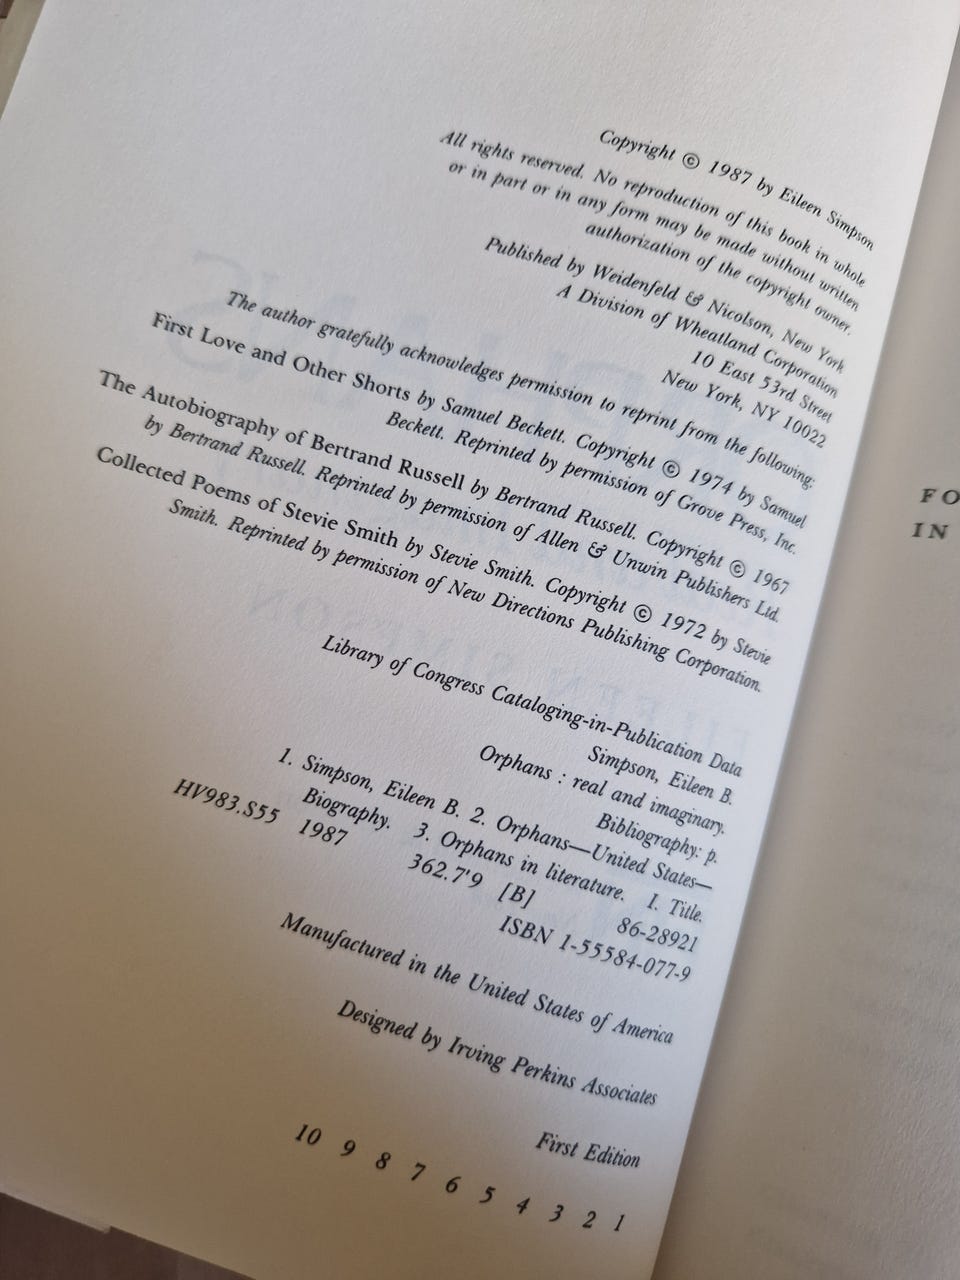 Copyright © 1987 by Eileen Simpson
All rights reserved. No reproduction of this book in whole
or in part or in any form may be made without written
authorization of the copyright owner.
Published by Weidenfeld & Nicolson, New York
A Division of Wheatland Corporation
10 East 53rd Street
New York, NY 10022
The author gratefully acknowledges permission to reprint from the following:
First Love and Other Shorts by Samuel Beckett. Copyright © 1974 by Samuel
Beckett. Reprinted by permission of Grove Press, Inc.
The Autobiography of Bertrand Russell by Bertrand Russell. Copyright © 1967
by Bertrand Russell. Reprinted by permission of Allen & Unwin Publishers Ltd.
Collected Poems of Stevie Smith by Stevie Smith. Copyright © 1972 by Stevie
Smith. Reprinted by permission of New Directions Publishing Corporation.
Library of Congress Cataloging-in-Publication Data
Simpson, Eileen B.
Orphans : real and imaginary.
Bibliography: p.
1. Simpson, Eileen B. 2. Orphans—United States—
Biography. 3. Orphans in literature. I. Title.
HV983.S55 1987 362.7'9 [B] 86-28921
ISBN 1-55584-077-9
Manufactured in the United States of America
Designed by Irving Perkins Associates
First Edition
10 9 8 7 6 5 4 3 2 1
FO
IN